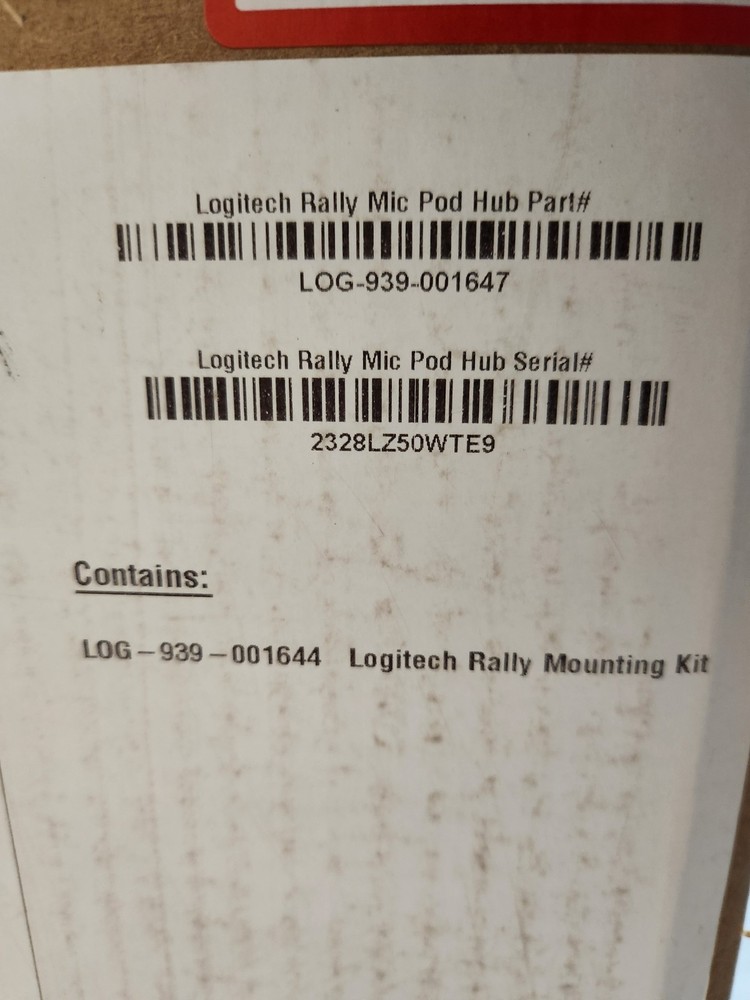 Logitech Rally Mic Pod Hub Part#
LOG-939-001647
Logitech Rally Mic Pod Hub Serial#
2328LZ50WTE9
Contains:
LOG-939-001644 Logitech Rally Mounting Kit